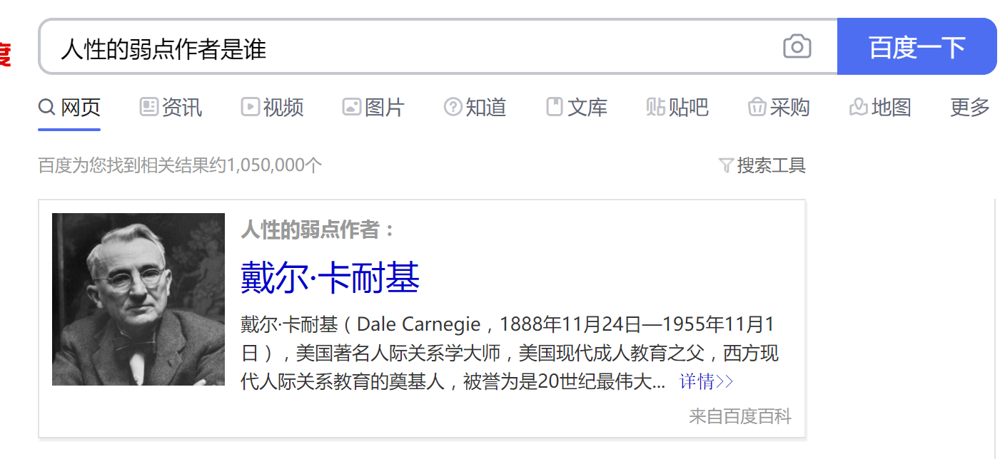 度
人性的弱点作者是谁
百度一下
网页 资讯 视频 图片 知道 文库 贴吧 采购 地图 更多
百度为您找到相关结果约1,050,000个
搜索工具
人性的弱点作者：
戴尔·卡耐基
戴尔·卡耐基（Dale Carnegie，1888年11月24日—1955年11月1
日），美国著名人际关系学大师，美国现代成人教育之父，西方现
代人际关系教育的奠基人，被誉为是20世纪最伟大... 详情>>
来自百度百科